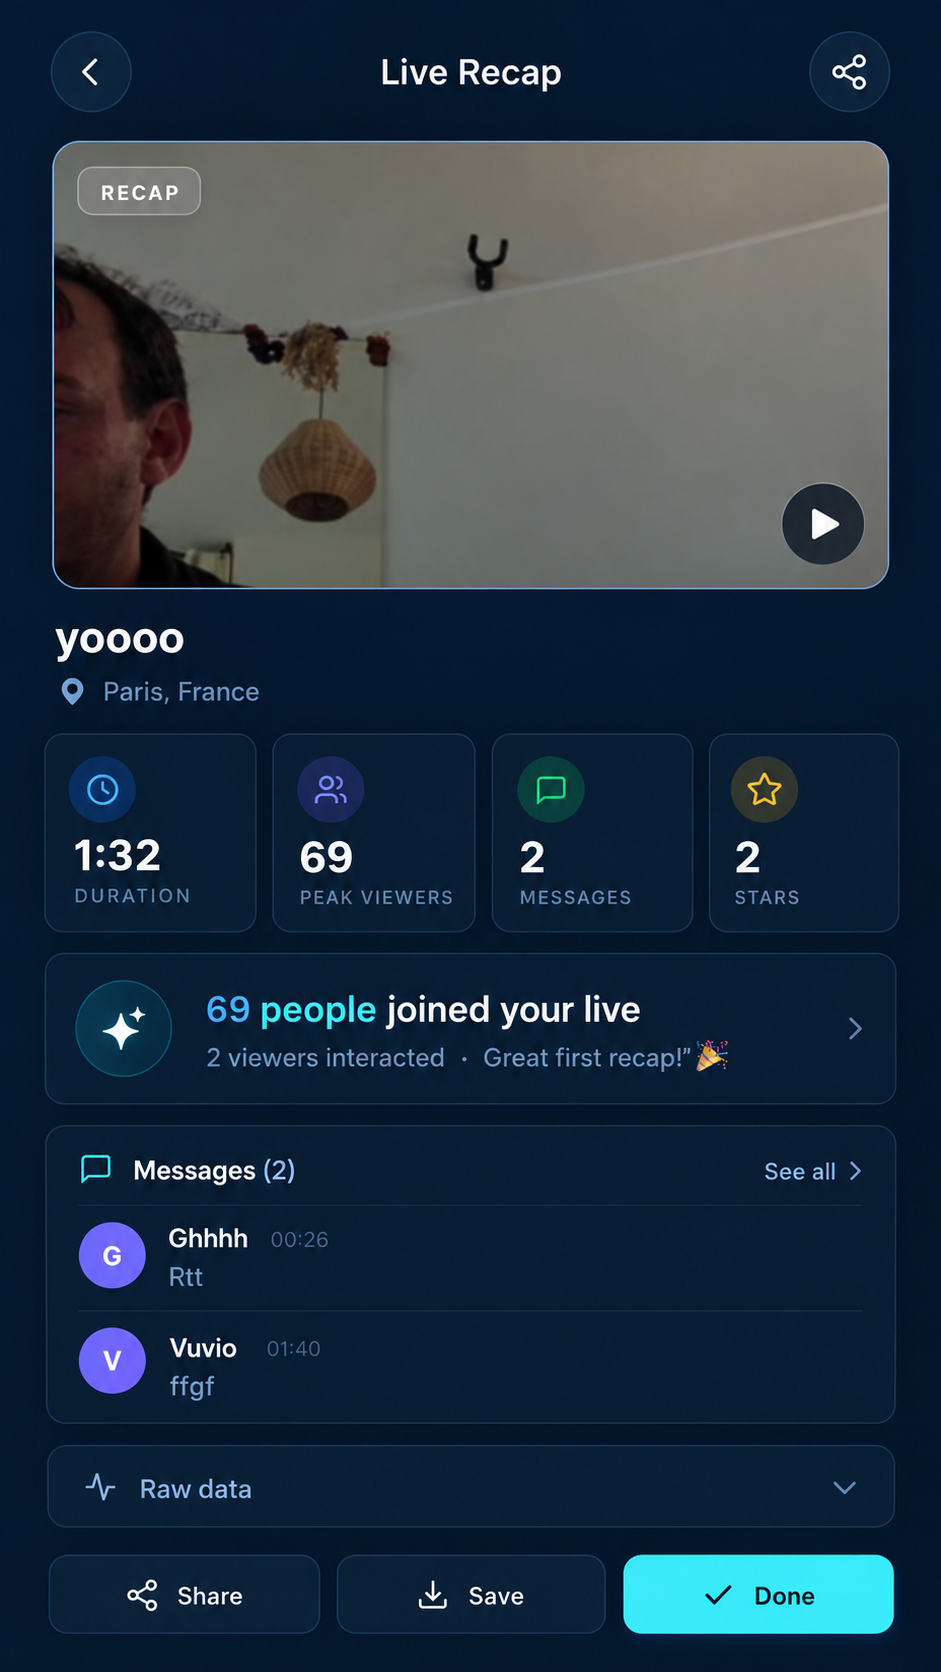 Live Recap
RECAP
yoooo
Paris, France
1:32
DURATION
69
PEAK VIEWERS
2
MESSAGES
2
STARS
69 people joined your live
2 viewers interacted · Great first recap!” 🎉
Messages (2)
See all
G
Ghhhh 00:26
Rtt
V
Vuvio 01:40
ffgf
Raw data
Share
Save
Done